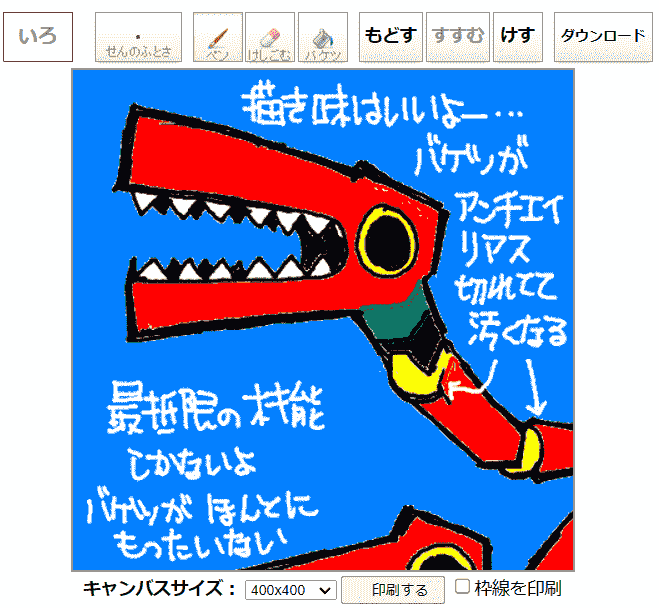 いろ
せんのふとさ
ペン
けしごむ
バケツ
もどす
すすむ
けす
ダウンロード
描き味はいいよー…
バケツが
アンチエイ
リアス
切れてて
汚くなる
最低限の機能
しかないよ
バケツが ほんとに
もったいない
キャンバスサイズ： 400x400 印刷する 枠線を印刷